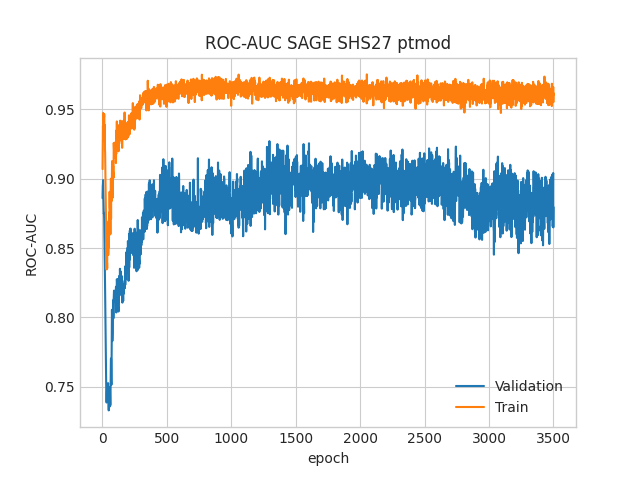 ROC-AUC SAGE SHS27 ptmod
ROC-AUC
0.95
0.90
0.85
0.80
0.75
Validation
Train
0 500 1000 1500 2000 2500 3000 3500
epoch